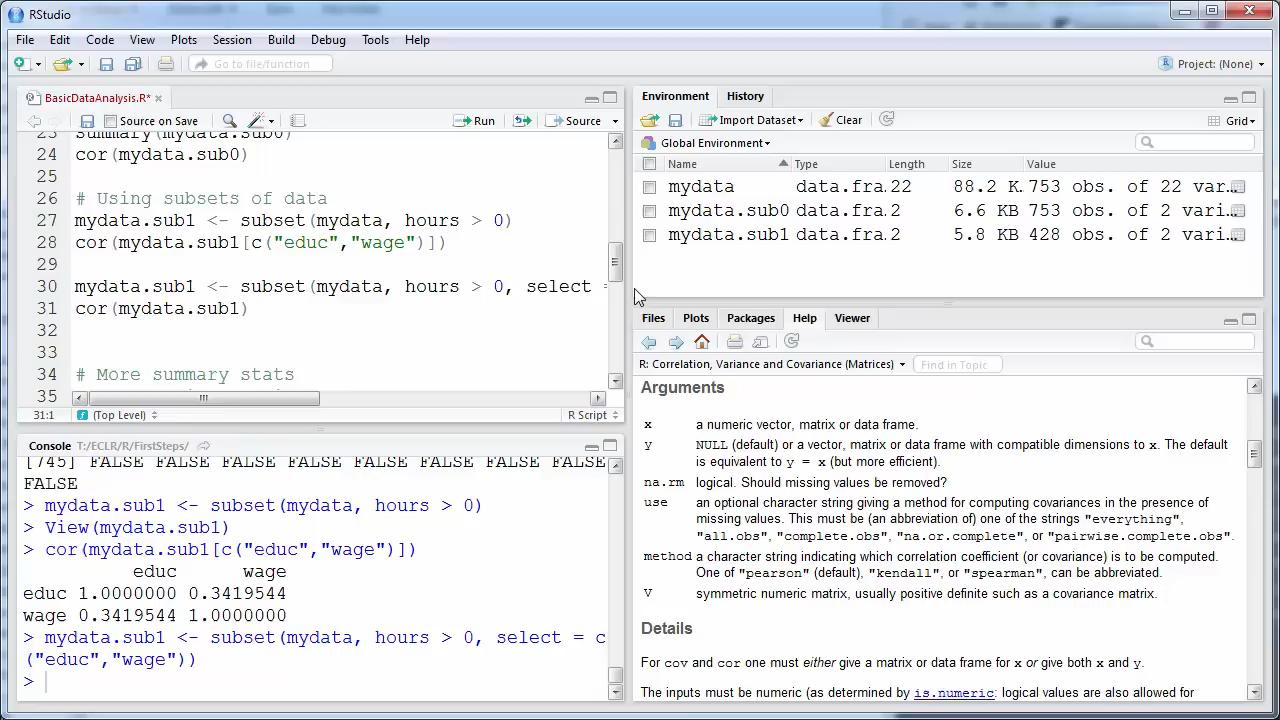 RStudio
File Edit Code View Plots Session Build Debug Tools Help
Go to file/function
Project: (None)
BasicDataAnalysis.R*
Source on Save
Run
Source
23 summary(mydata.sub0)
24 cor(mydata.sub0)
25
26 # Using subsets of data
27 mydata.sub1 <- subset(mydata, hours > 0)
28 cor(mydata.sub1[c("educ","wage")])
29
30 mydata.sub1 <- subset(mydata, hours > 0, select =
31 cor(mydata.sub1)
32
33
34 # More summary stats
35
31:1 (Top Level) R Script
Console T:/ECLR/R/FirstSteps/
[745] FALSE FALSE FALSE FALSE FALSE FALSE FALSE FALSE
FALSE
> mydata.sub1 <- subset(mydata, hours > 0)
> View(mydata.sub1)
> cor(mydata.sub1[c("educ","wage")])
educ wage
educ 1.0000000 0.3419544
wage 0.3419544 1.0000000
> mydata.sub1 <- subset(mydata, hours > 0, select = c
("educ","wage"))
>
Environment History
Import Dataset Clear Grid
Global Environment
Name Type Length Size Value
mydata data.fra… 22 88.2 K… 753 obs. of 22 var…
mydata.sub0 data.fra… 2 6.6 KB 753 obs. of 2 vari…
mydata.sub1 data.fra… 2 5.8 KB 428 obs. of 2 vari…
Files Plots Packages Help Viewer
R: Correlation, Variance and Covariance (Matrices) Find in Topic
Arguments
x a numeric vector, matrix or data frame.
y NULL (default) or a vector, matrix or data frame with compatible dimensions to x. The default
is equivalent to y = x (but more efficient).
na.rm logical. Should missing values be removed?
use an optional character string giving a method for computing covariances in the presence of
missing values. This must be (an abbreviation of) one of the strings "everything",
"all.obs", "complete.obs", "na.or.complete", or "pairwise.complete.obs".
method a character string indicating which correlation coefficient (or covariance) is to be computed.
One of "pearson" (default), "kendall", or "spearman", can be abbreviated.
V symmetric numeric matrix, usually positive definite such as a covariance matrix.
Details
For cov and cor one must either give a matrix or data frame for x or give both x and y.
The inputs must be numeric (as determined by is.numeric: logical values are also allowed for